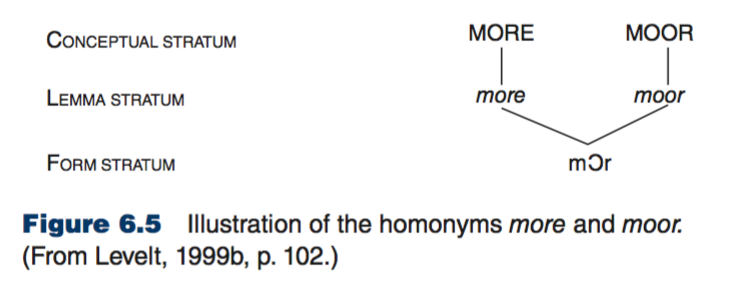 CONCEPTUAL STRATUM MORE MOOR
LEMMA STRATUM more moor
FORM STRATUM mɔr
Figure 6.5 Illustration of the homonyms more and moor.
(From Levelt, 1999b, p. 102.)